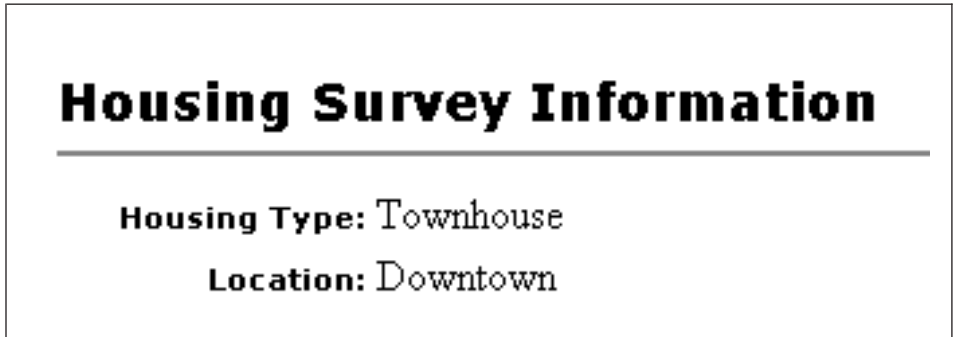 Housing Survey Information
Housing Type: Townhouse
Location: Downtown